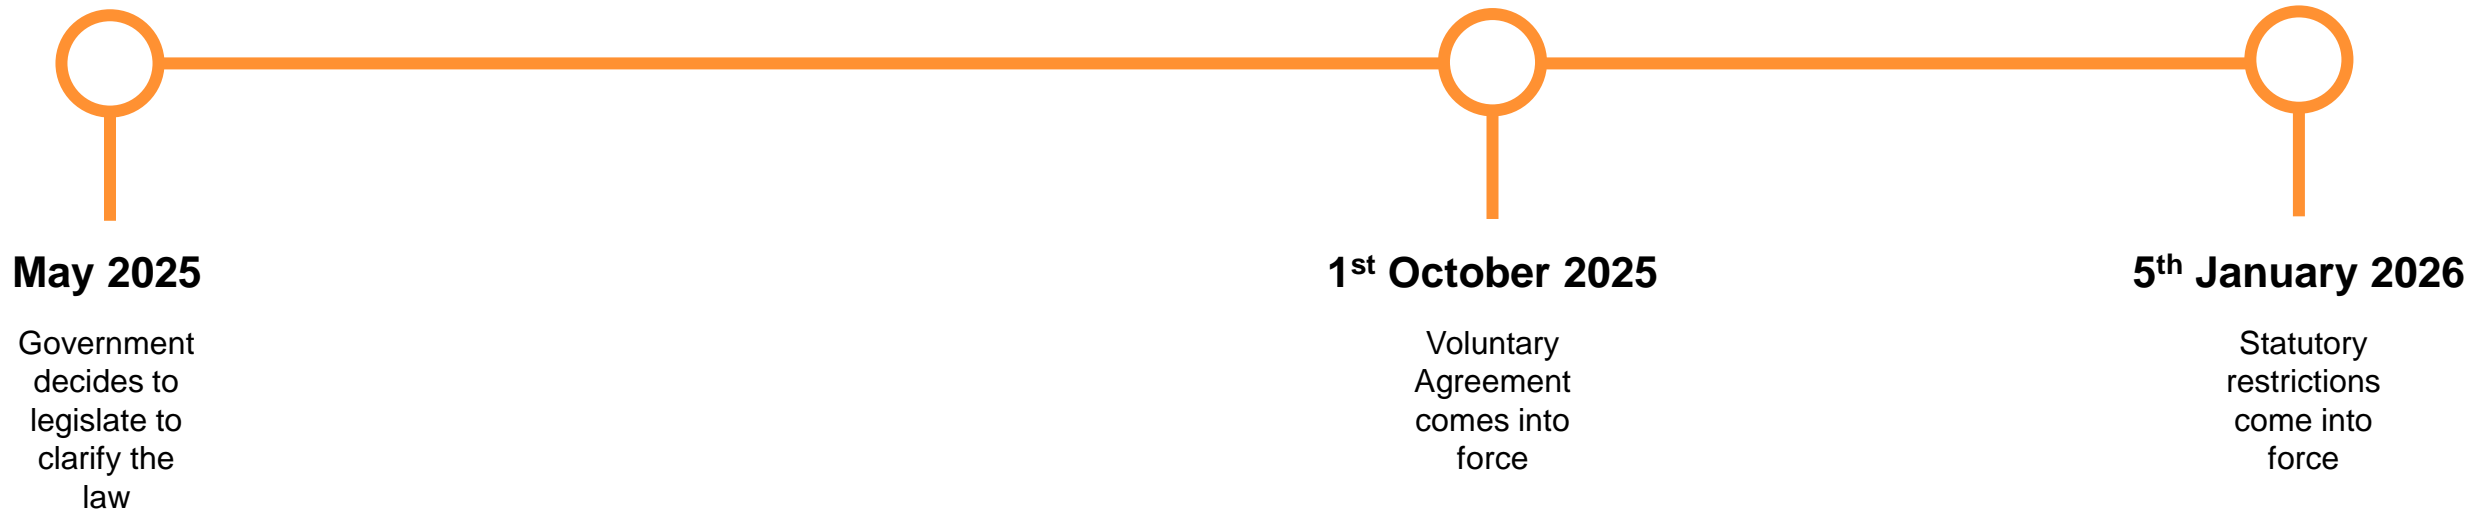 May 2025
Government
decides to
legislate to
clarify the
law
1st October 2025
Voluntary
Agreement
comes into
force
5th January 2026
Statutory
restrictions
come into
force